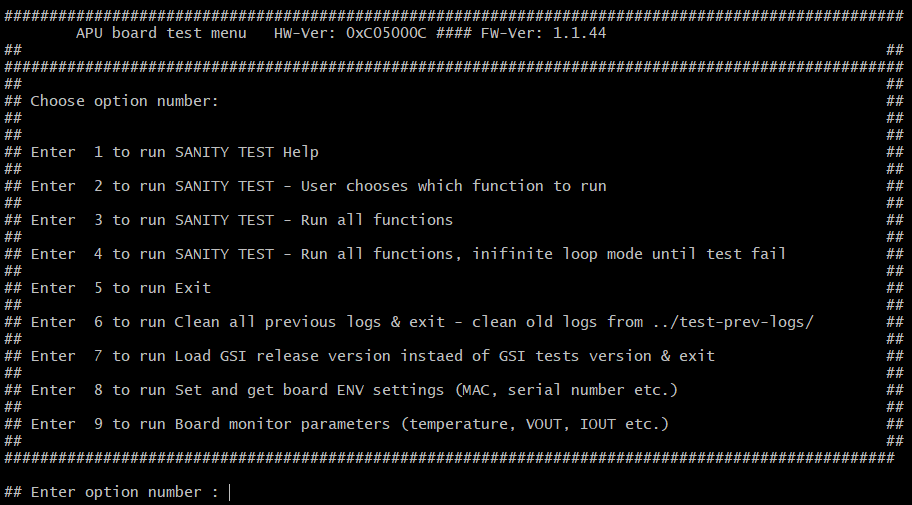 ####################################################################################################
        APU board test menu   HW-Ver: 0xC05000C #### FW-Ver: 1.1.44
##                                                                                                ##
####################################################################################################
##                                                                                                ##
## Choose option number:                                                                          ##
##                                                                                                ##
##                                                                                                ##
## Enter  1 to run SANITY TEST Help                                                               ##
##                                                                                                ##
## Enter  2 to run SANITY TEST - User chooses which function to run                               ##
##                                                                                                ##
## Enter  3 to run SANITY TEST - Run all functions                                                ##
##                                                                                                ##
## Enter  4 to run SANITY TEST - Run all functions, inifinite loop mode until test fail           ##
##                                                                                                ##
## Enter  5 to run Exit                                                                           ##
##                                                                                                ##
## Enter  6 to run Clean all previous logs & exit - clean old logs from ../test-prev-logs/        ##
##                                                                                                ##
## Enter  7 to run Load GSI release version instaed of GSI tests version & exit                   ##
##                                                                                                ##
## Enter  8 to run Set and get board ENV settings (MAC, serial number etc.)                       ##
##                                                                                                ##
## Enter  9 to run Board monitor parameters (temperature, VOUT, IOUT etc.)                        ##
##                                                                                                ##
###################################################################################################
## Enter option number :